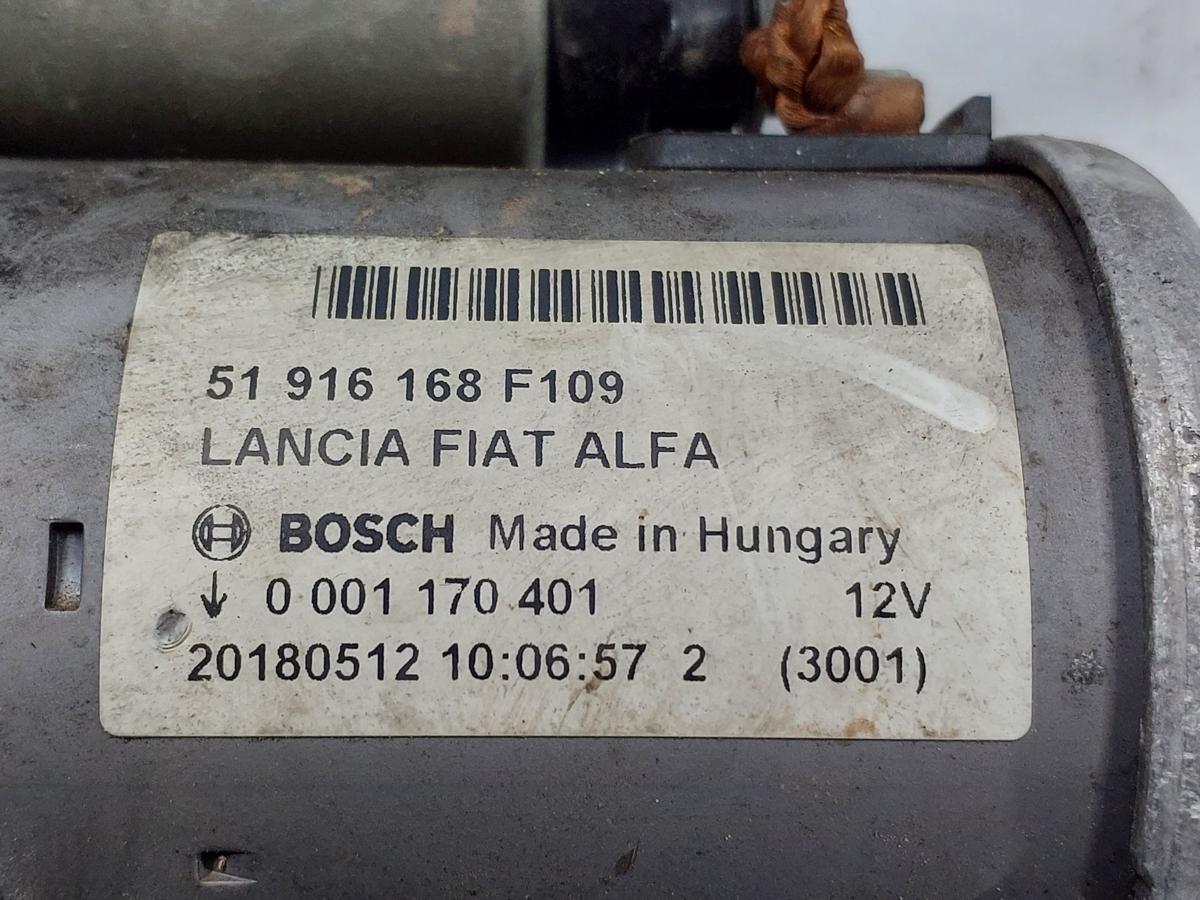 51 916 168 F109
LANCIA FIAT ALFA
BOSCH Made in Hungary
↓ 0 001 170 401 12V
20180512 10:06:57 2 (3001)